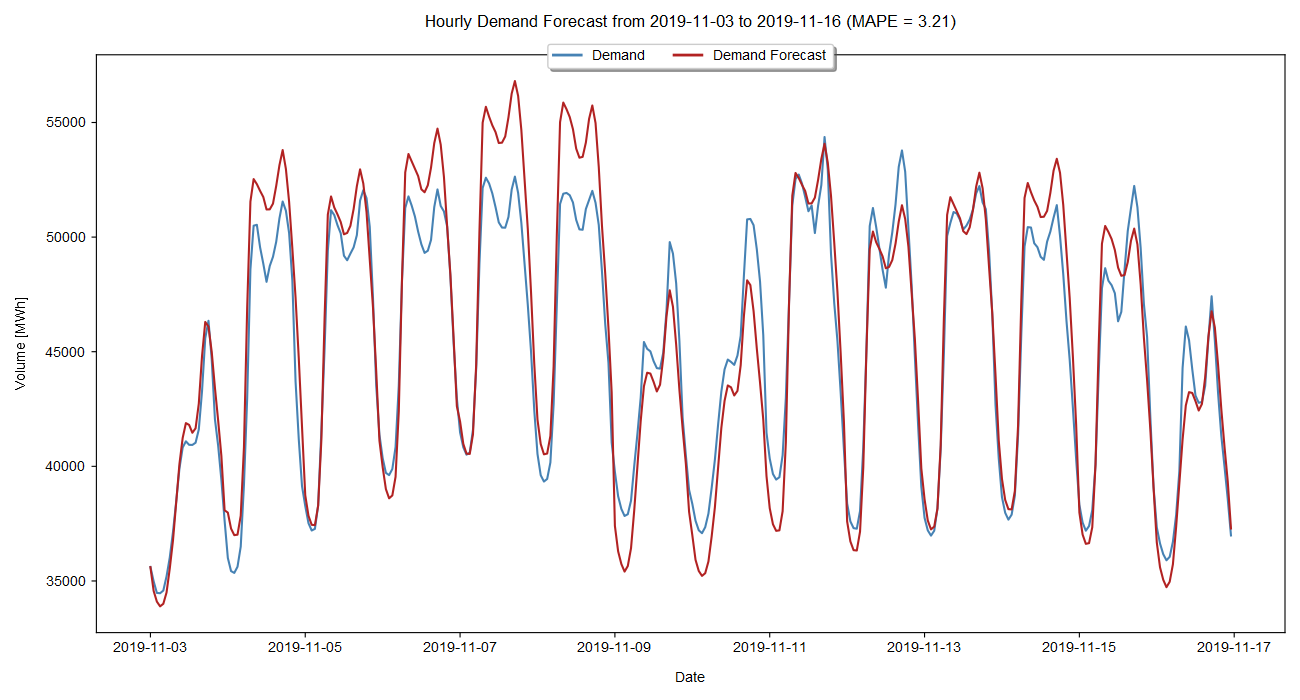 Hourly Demand Forecast from 2019-11-03 to 2019-11-16 (MAPE = 3.21)
Demand
Demand Forecast
Volume [MWh]
55000
50000
45000
40000
35000
2019-11-03
2019-11-05
2019-11-07
2019-11-09
2019-11-11
2019-11-13
2019-11-15
2019-11-17
Date